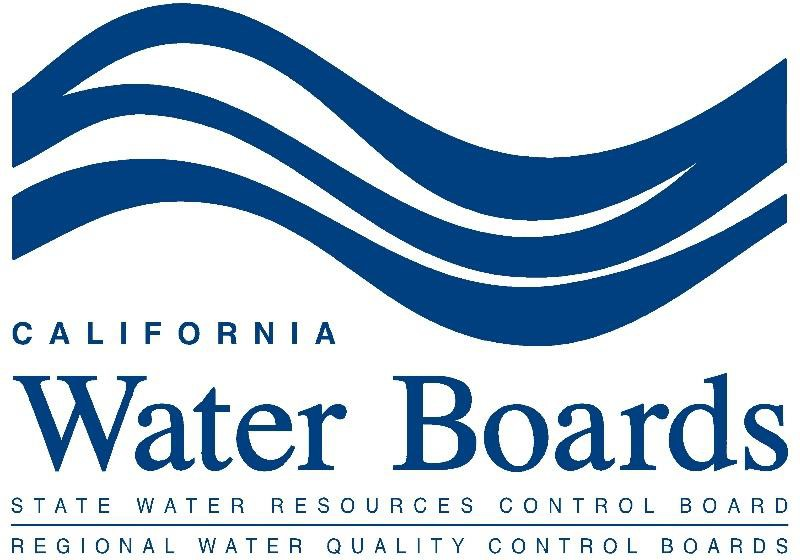 CALIFORNIA
Water Boards
STATE WATER RESOURCES CONTROL BOARD
REGIONAL WATER QUALITY CONTROL BOARDS